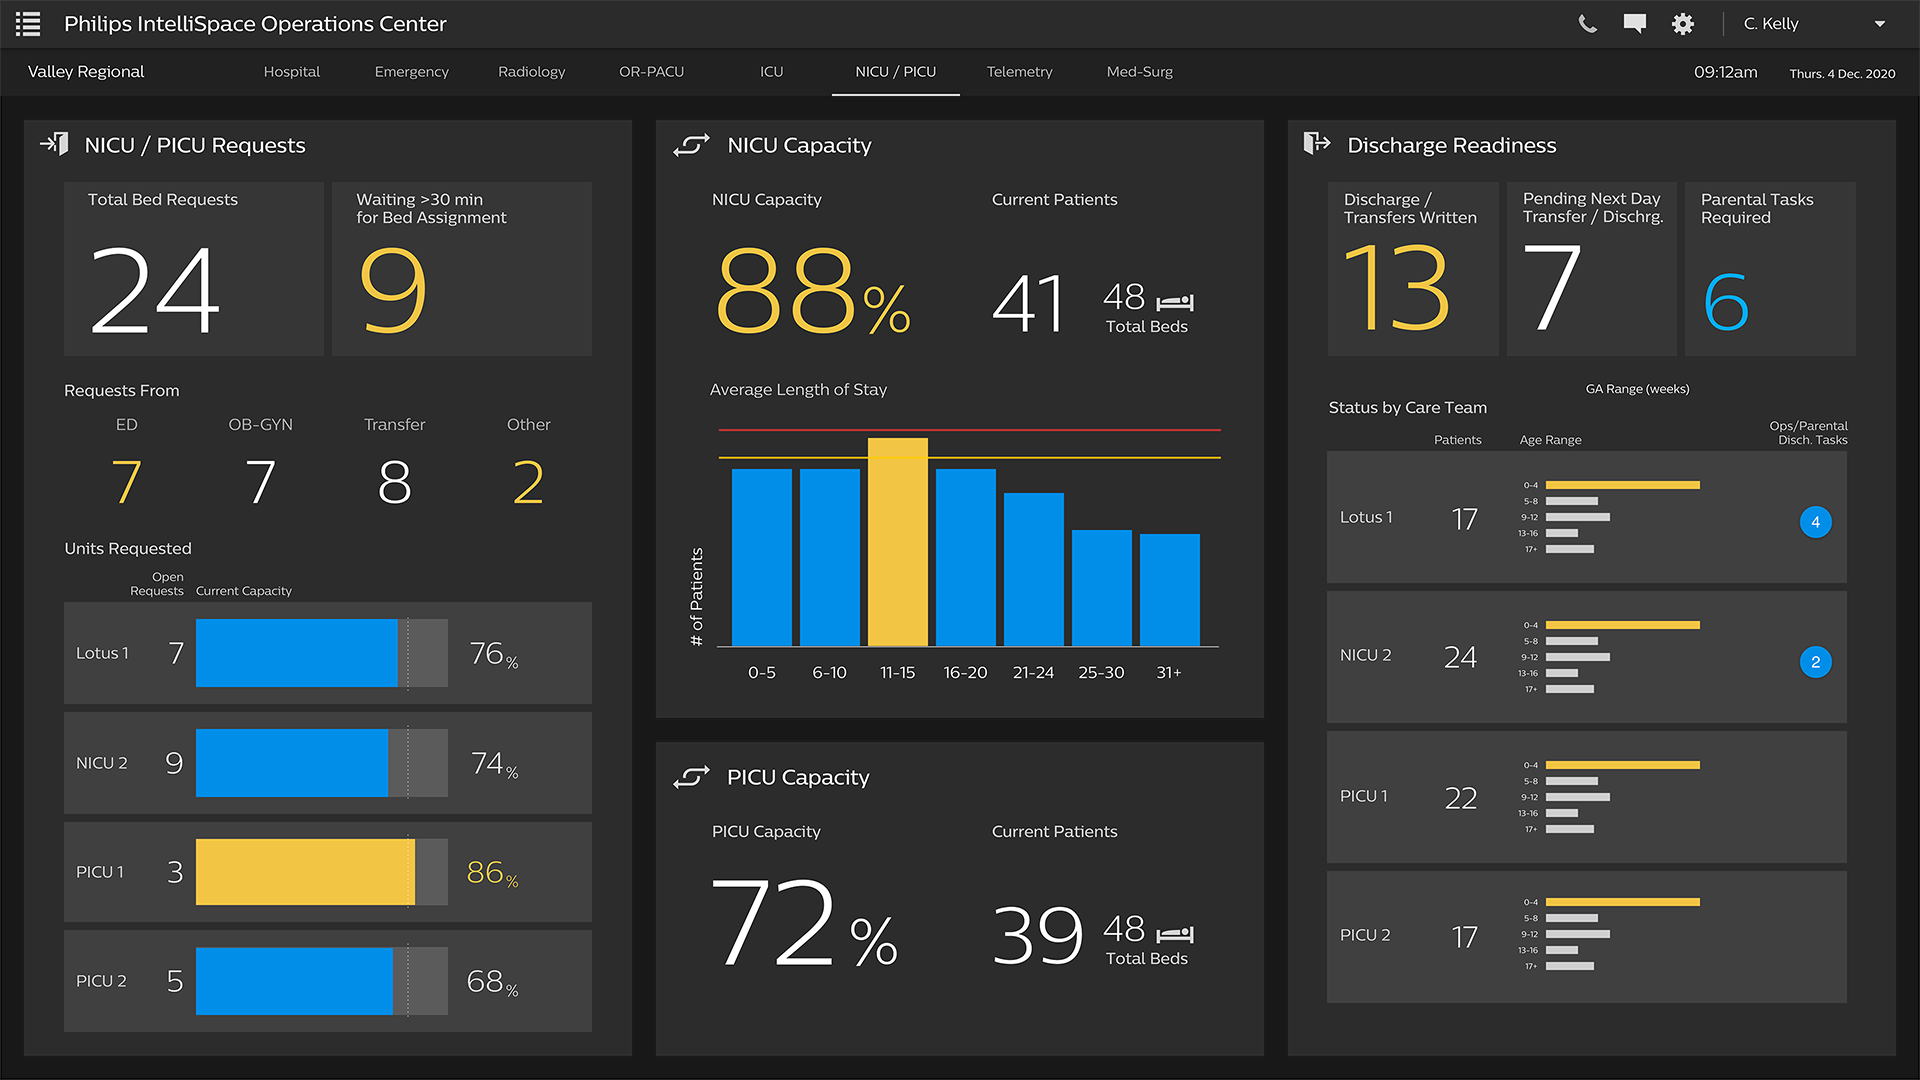 Philips IntelliSpace Operations Center
C. Kelly
Valley Regional
Hospital
Emergency
Radiology
OR-PACU
ICU
NICU / PICU
Telemetry
Med-Surg
09:12am
Thurs. 4 Dec. 2020
NICU / PICU Requests
Total Bed Requests
24
Waiting >30 min
for Bed Assignment
9
Requests From
ED
OB-GYN
Transfer
Other
7
7
8
2
Units Requested
Open
Requests
Current Capacity
Lotus 1
7
76%
NICU 2
9
74%
PICU 1
3
86%
PICU 2
5
68%
NICU Capacity
NICU Capacity
88%
Current Patients
41
48
Total Beds
Average Length of Stay
# of Patients
0-5
6-10
11-15
16-20
21-24
25-30
31+
PICU Capacity
PICU Capacity
72%
Current Patients
39
48
Total Beds
Discharge Readiness
Discharge /
Transfers Written
13
Pending Next Day
Transfer / Dischrg.
7
Parental Tasks
Required
6
GA Range (weeks)
Status by Care Team
Patients
Age Range
Ops/Parental
Disch. Tasks
Lotus 1
17
0-4
5-8
9-12
13-16
17+
4
NICU 2
24
0-4
5-8
9-12
13-16
17+
2
PICU 1
22
0-4
5-8
9-12
13-16
17+
PICU 2
17
0-4
5-8
9-12
13-16
17+